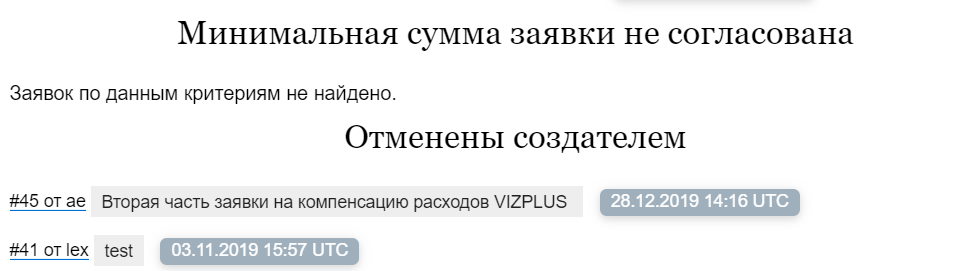 Минимальная сумма заявки не согласована
Заявок по данным критериям не найдено.
Отменены создателем
#45 от ae Вторая часть заявки на компенсацию расходов VIZPLUS 28.12.2019 14:16 UTC
#41 от lex test 03.11.2019 15:57 UTC